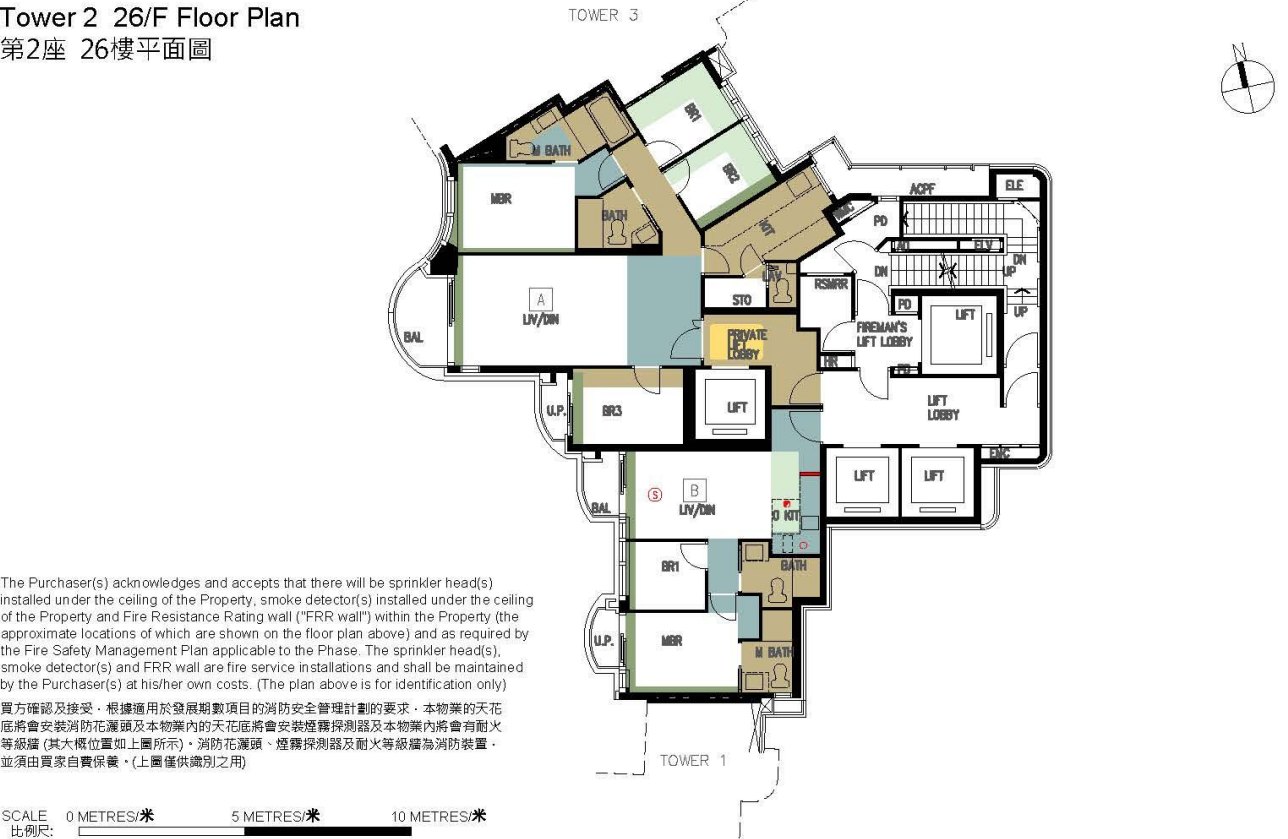 Tower 2 26/F Floor Plan
第2座 26樓平面圖
TOWER 3
N
BR1
M BATH
BR2
MBR
BATH
KIT
ACPF
ELE
WMC
PD
AD
ELV
DN
DN
UP
LAV
STO
RSMRR
PD
UP
LIFT
A
LIV/DIN
BAL
PRIVATE
LIFT
LOBBY
FIREMAN'S
LIFT LOBBY
HR
PD
U.P.
BR3
LIFT
LIFT
LOBBY
EMC
LIFT
LIFT
BAL
S
B
LIV/DIN
O KIT
BR1
BATH
U.P.
MBR
M BATH
TOWER 1
The Purchaser(s) acknowledges and accepts that there will be sprinkler head(s)
installed under the ceiling of the Property, smoke detector(s) installed under the ceiling
of the Property and Fire Resistance Rating wall ("FRR wall") within the Property (the
approximate locations of which are shown on the floor plan above) and as required by
the Fire Safety Management Plan applicable to the Phase. The sprinkler head(s),
smoke detector(s) and FRR wall are fire service installations and shall be maintained
by the Purchaser(s) at his/her own costs. (The plan above is for identification only)
買方確認及接受，根據適用於發展期數項目的消防安全管理計劃的要求，本物業的天花
底將會安裝消防花灑頭及本物業內的天花底將會安裝煙霧探測器及本物業內將會有耐火
等級牆 (其大概位置如上圖所示)。消防花灑頭、煙霧探測器及耐火等級牆為消防裝置，
並須由買家自費保養。(上圖僅供識別之用)
SCALE 0 METRES/米 5 METRES/米 10 METRES/米
比例尺: